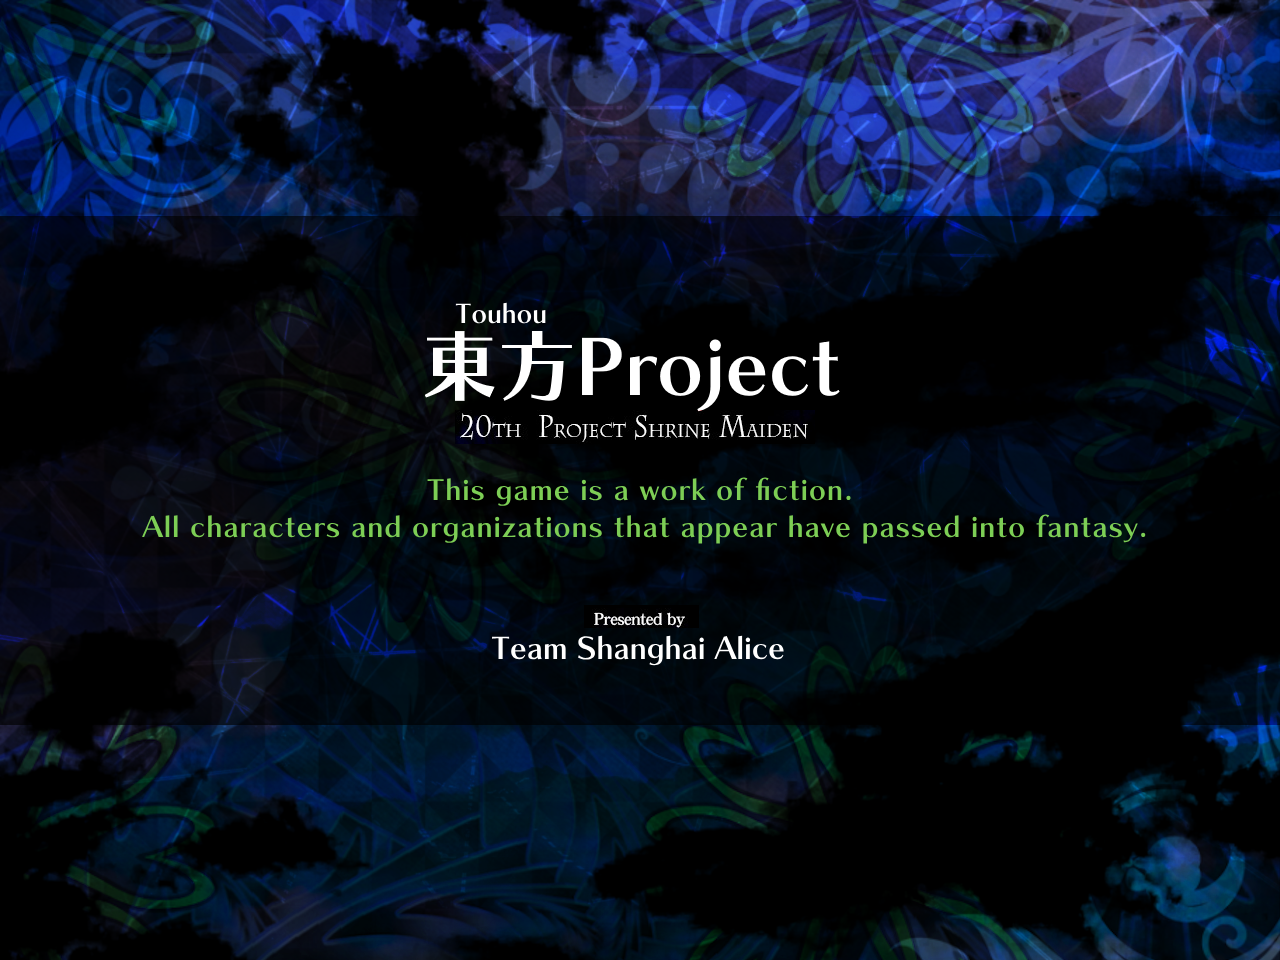 Touhou
東方Project
20th Project Shrine Maiden
This game is a work of fiction.
All characters and organizations that appear have passed into fantasy.
Presented by
Team Shanghai Alice